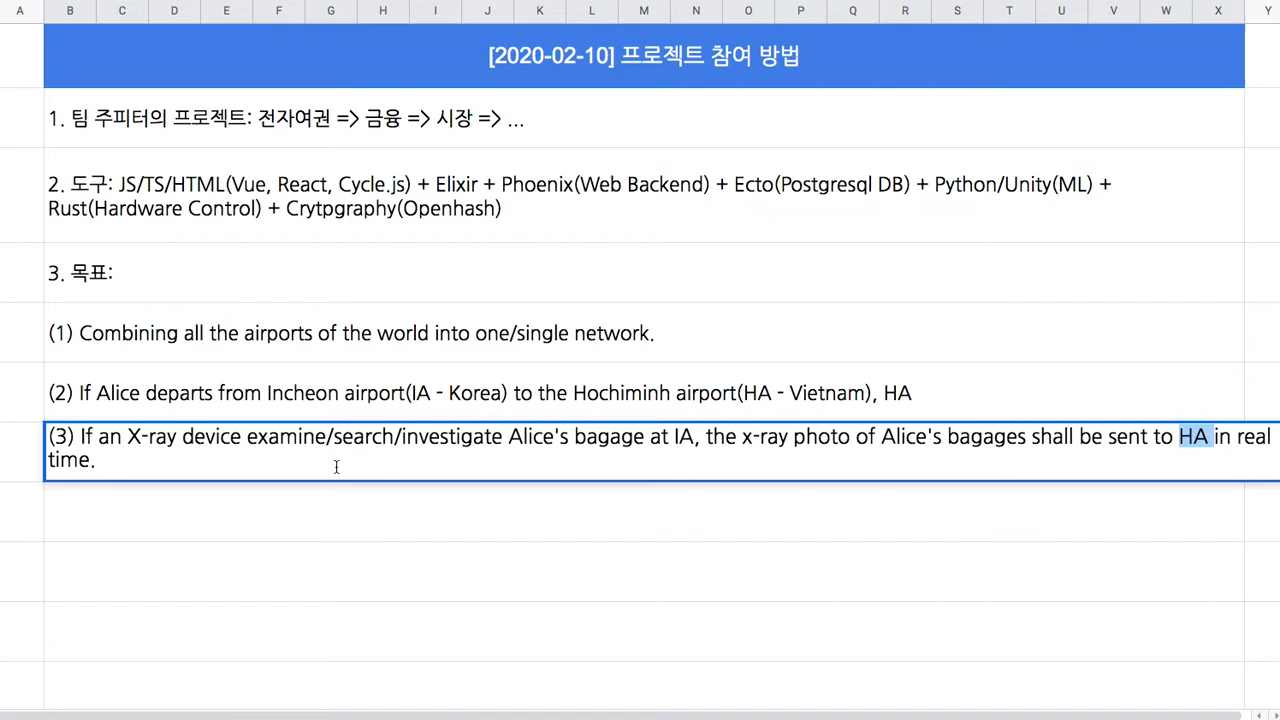 A B C D E F G H I J K L M N O P Q R S T U V W X Y
[2020-02-10] 프로젝트 참여 방법
1. 팀 주피터의 프로젝트: 전자여권 => 금융 => 시장 => ...
2. 도구: JS/TS/HTML(Vue, React, Cycle.js) + Elixir + Phoenix(Web Backend) + Ecto(Postgresql DB) + Python/Unity(ML) +
Rust(Hardware Control) + Crytpgraphy(Openhash)
3. 목표:
(1) Combining all the airports of the world into one/single network.
(2) If Alice departs from Incheon airport(IA - Korea) to the Hochiminh airport(HA - Vietnam), HA
(3) If an X-ray device examine/search/investigate Alice's bagage at IA, the x-ray photo of Alice's bagages shall be sent to HA in real
time.